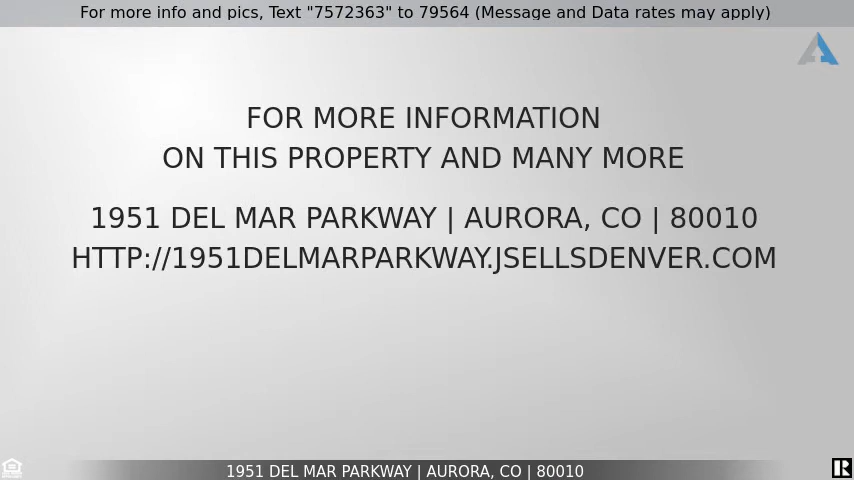 For more info and pics, Text "7572363" to 79564 (Message and Data rates may apply)
FOR MORE INFORMATION
ON THIS PROPERTY AND MANY MORE
1951 DEL MAR PARKWAY | AURORA, CO | 80010
HTTP://1951DELMARPARKWAY.JSELLSDENVER.COM
1951 DEL MAR PARKWAY | AURORA, CO | 80010